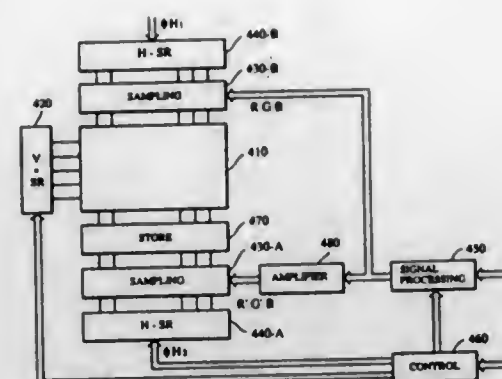 ΦH₁
440-B
H - SR
430-B
SAMPLING
R G B
420
V - SR
410
470
STORE
430-A
480
450
SAMPLING
AMPLIFIER
SIGNAL PROCESSING
R' G' B
H - SR
440-A
460
ΦH₂
CONTROL